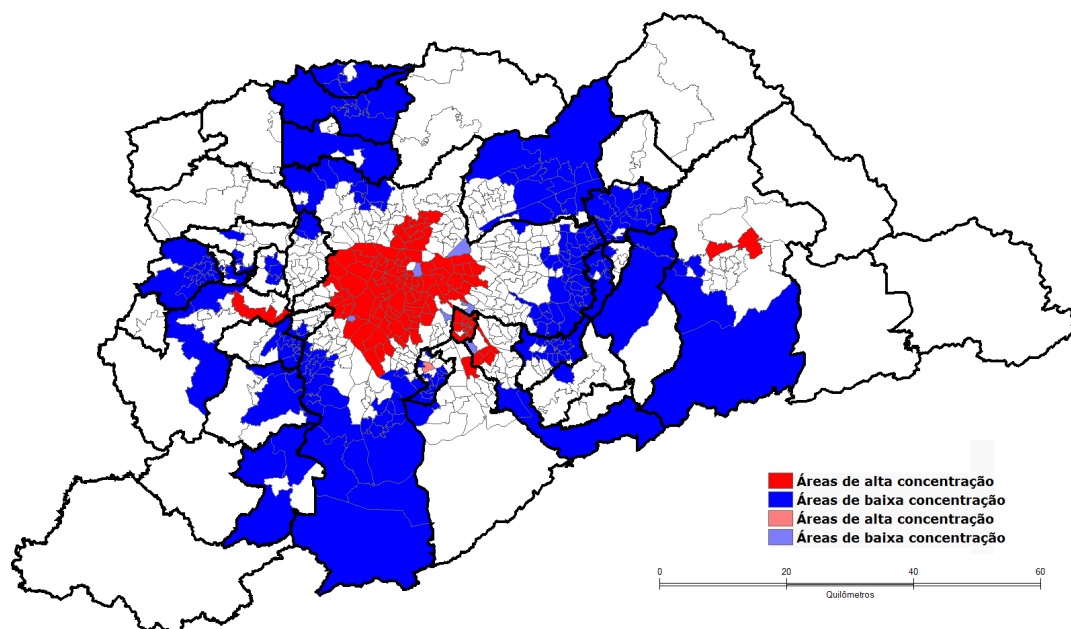 Áreas de alta concentração
Áreas de baixa concentração
Áreas de alta concentração
Áreas de baixa concentração
0 20 40 60
Quilômetros